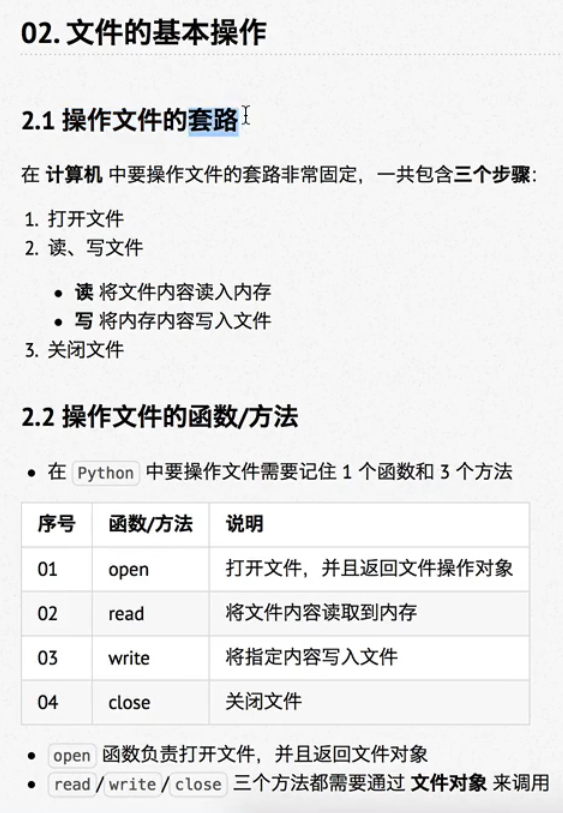 02. 文件的基本操作
2.1 操作文件的套路
在 计算机 中要操作文件的套路非常固定，一共包含三个步骤：
1. 打开文件
2. 读、写文件
• 读 将文件内容读入内存
• 写 将内存内容写入文件
3. 关闭文件
2.2 操作文件的函数/方法
• 在 Python 中要操作文件需要记住 1 个函数和 3 个方法
序号 函数/方法 说明
01 open 打开文件，并且返回文件操作对象
02 read 将文件内容读取到内存
03 write 将指定内容写入文件
04 close 关闭文件
• open 函数负责打开文件，并且返回文件对象
• read/write/close 三个方法都需要通过 文件对象 来调用